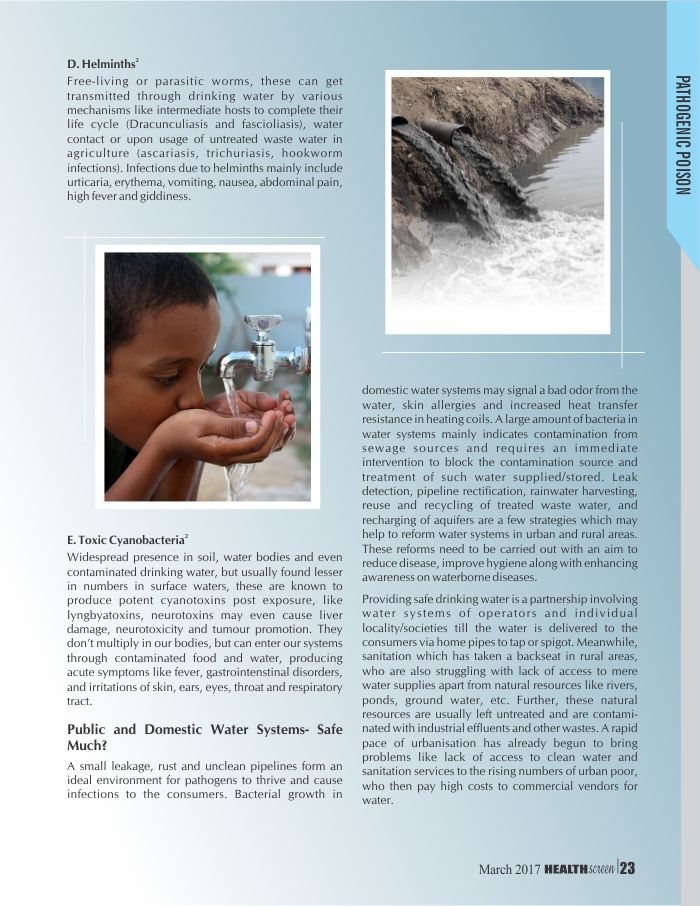 D. Helminths2
Free-living or parasitic worms, these can get
transmitted through drinking water by various
mechanisms like intermediate hosts to complete their
life cycle (Dracunculiasis and fascioliasis), water
contact or upon usage of untreated waste water in
agriculture (ascariasis, trichuriasis, hookworm
infections). Infections due to helminths mainly include
urticaria, erythema, vomiting, nausea, abdominal pain,
high fever and giddiness.
E. Toxic Cyanobacteria2
Widespread presence in soil, water bodies and even
contaminated drinking water, but usually found lesser
in numbers in surface waters, these are known to
produce potent cyanotoxins post exposure, like
lyngbyatoxins, neurotoxins may even cause liver
damage, neurotoxicity and tumour promotion. They
don't multiply in our bodies, but can enter our systems
through contaminated food and water, producing
acute symptoms like fever, gastrointenstinal disorders,
and irritations of skin, ears, eyes, throat and respiratory
tract.
Public and Domestic Water Systems- Safe
Much?
A small leakage, rust and unclean pipelines form an
ideal environment for pathogens to thrive and cause
infections to the consumers. Bacterial growth in
domestic water systems may signal a bad odor from the
water, skin allergies and increased heat transfer
resistance in heating coils. A large amount of bacteria in
water systems mainly indicates contamination from
sewage sources and requires an immediate
intervention to block the contamination source and
treatment of such water supplied/stored. Leak
detection, pipeline rectification, rainwater harvesting,
reuse and recycling of treated waste water, and
recharging of aquifers are a few strategies which may
help to reform water systems in urban and rural areas.
These reforms need to be carried out with an aim to
reduce disease, improve hygiene along with enhancing
awareness on waterborne diseases.
Providing safe drinking water is a partnership involving
water systems of operators and individual
locality/societies till the water is delivered to the
consumers via home pipes to tap or spigot. Meanwhile,
sanitation which has taken a backseat in rural areas,
who are also struggling with lack of access to mere
water supplies apart from natural resources like rivers,
ponds, ground water, etc. Further, these natural
resources are usually left untreated and are contami-
nated with industrial effluents and other wastes. A rapid
pace of urbanisation has already begun to bring
problems like lack of access to clean water and
sanitation services to the rising numbers of urban poor,
who then pay high costs to commercial vendors for
water.
PATHOGENIC POISON
March 2017 HEALTHscreen 23